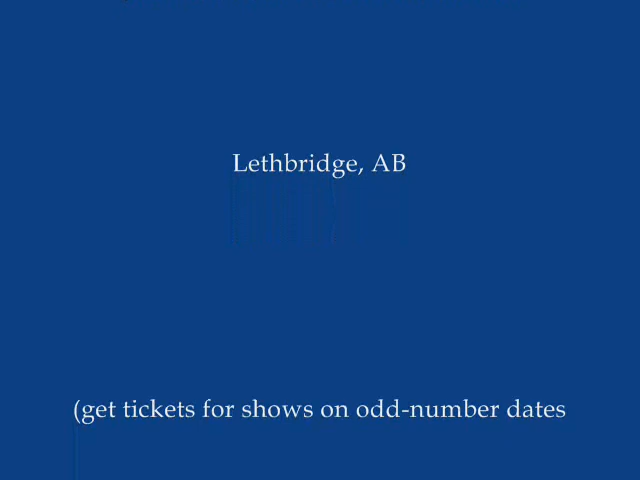 Lethbridge, AB
(get tickets for shows on odd-number dates